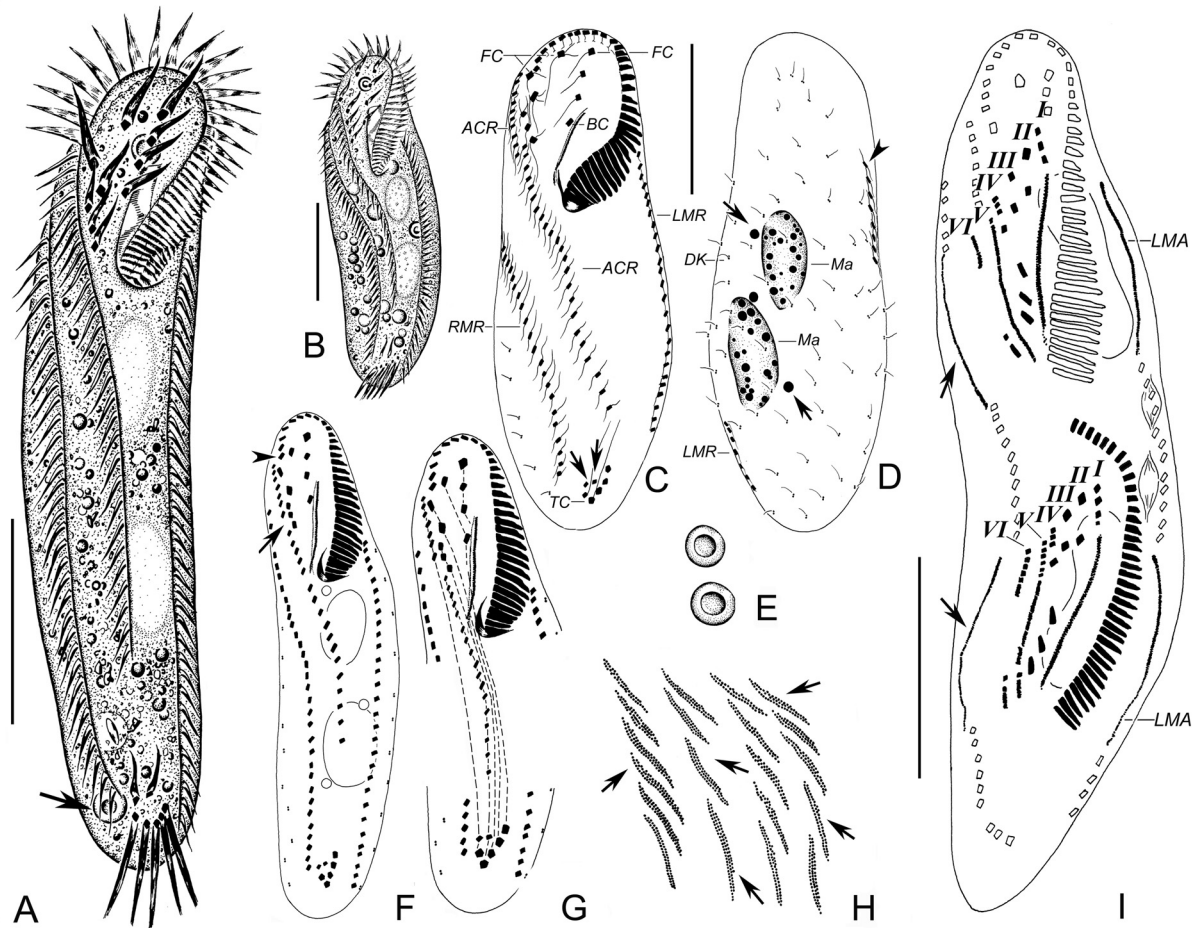 FC FC
ACR BC
LMR
ACR
RMR
TC
DK Ma
Ma
LMR
I
II
III
IV
V
VI
LMA
I
II
III
IV
V
VI
LMA
A
B
C
D
E
F
G
H
I